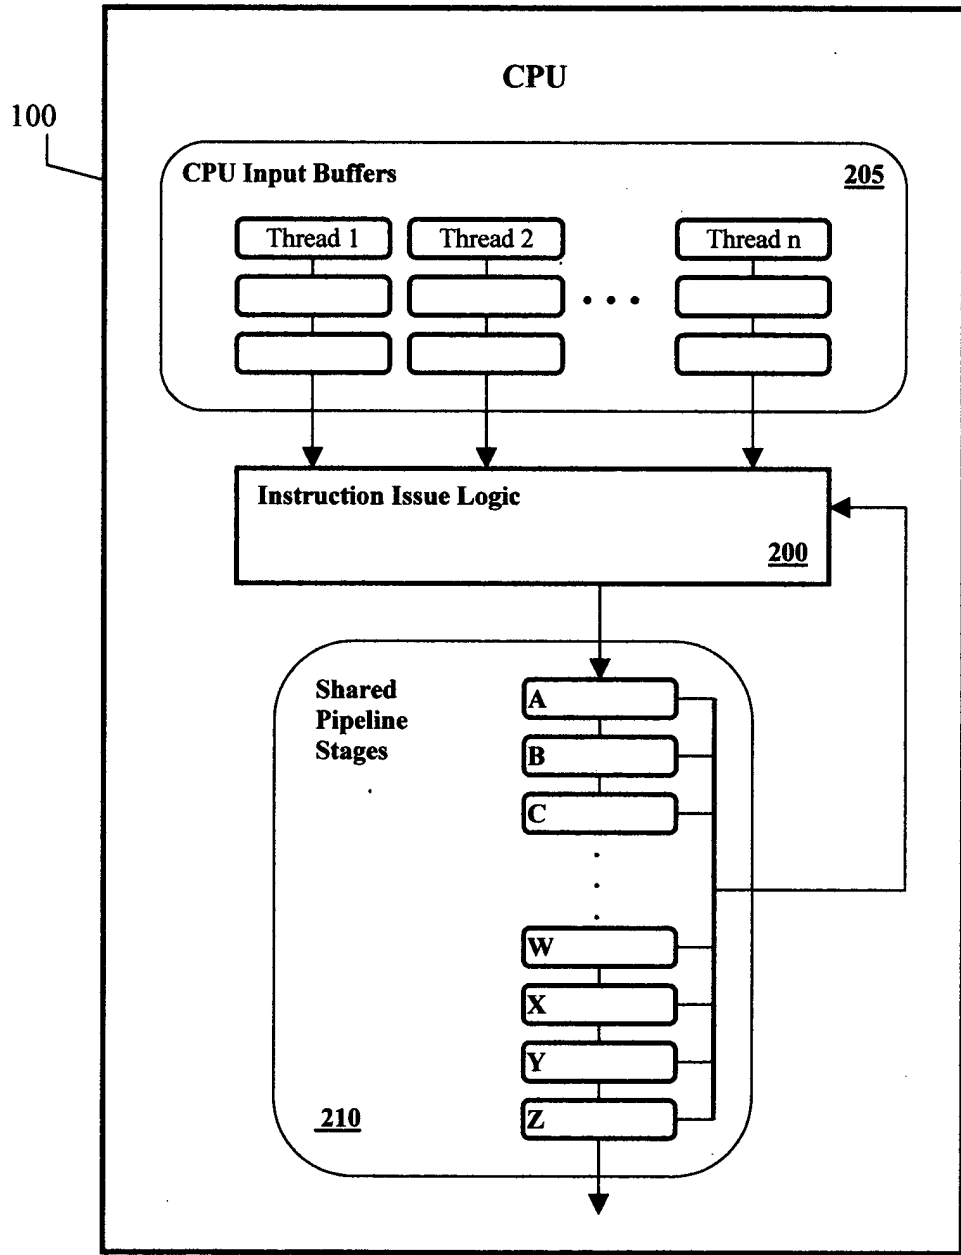 CPU
100
CPU Input Buffers 205
Thread 1 Thread 2 Thread n
Instruction Issue Logic
200
Shared
Pipeline
Stages
A
B
C
W
X
Y
Z
210